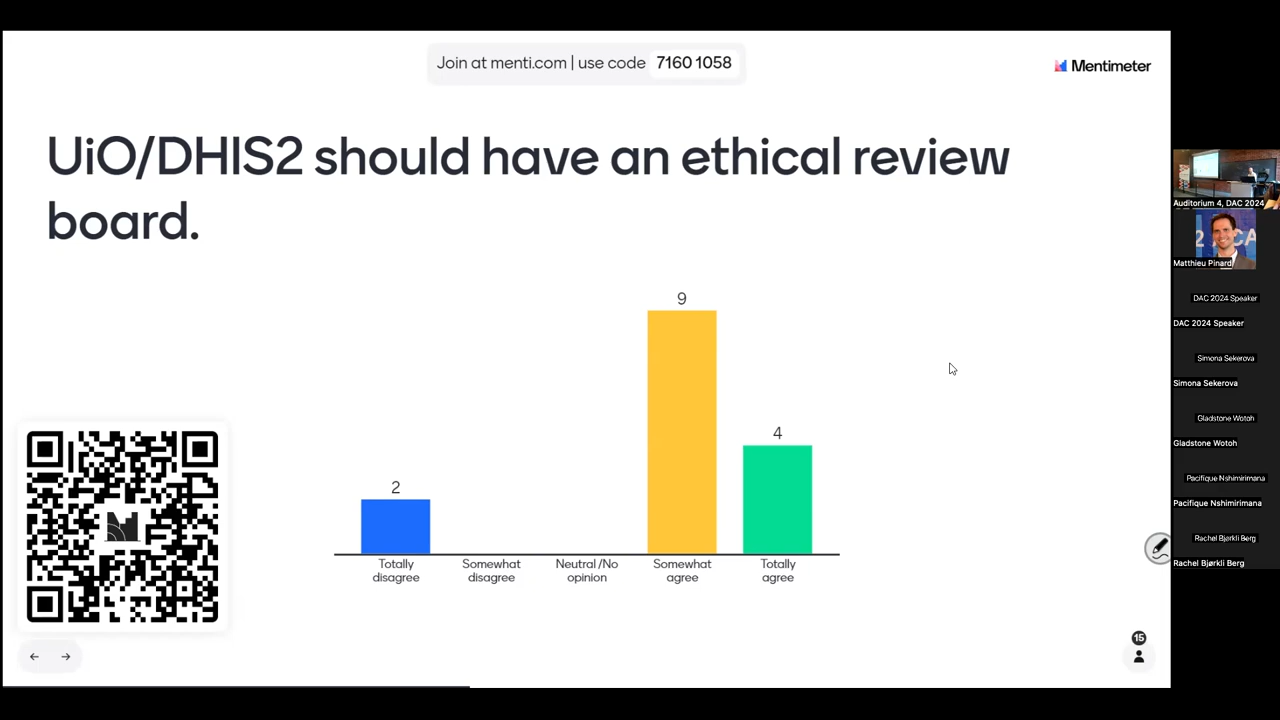 Join at menti.com | use code 7160 1058
Mentimeter
UiO/DHIS2 should have an ethical review
board.
2
9
4
Totally
disagree
Somewhat
disagree
Neutral /No
opinion
Somewhat
agree
Totally
agree
15
Auditorium 4, DAC 2024
Matthieu Pinard
DAC 2024 Speaker
DAC 2024 Speaker
Simona Sekerova
Simona Sekerova
Gladstone Wotoh
Gladstone Wotoh
Pacifique Nshimirimana
Pacifique Nshimirimana
Rachel Bjørkli Berg
Rachel Bjørkli Berg